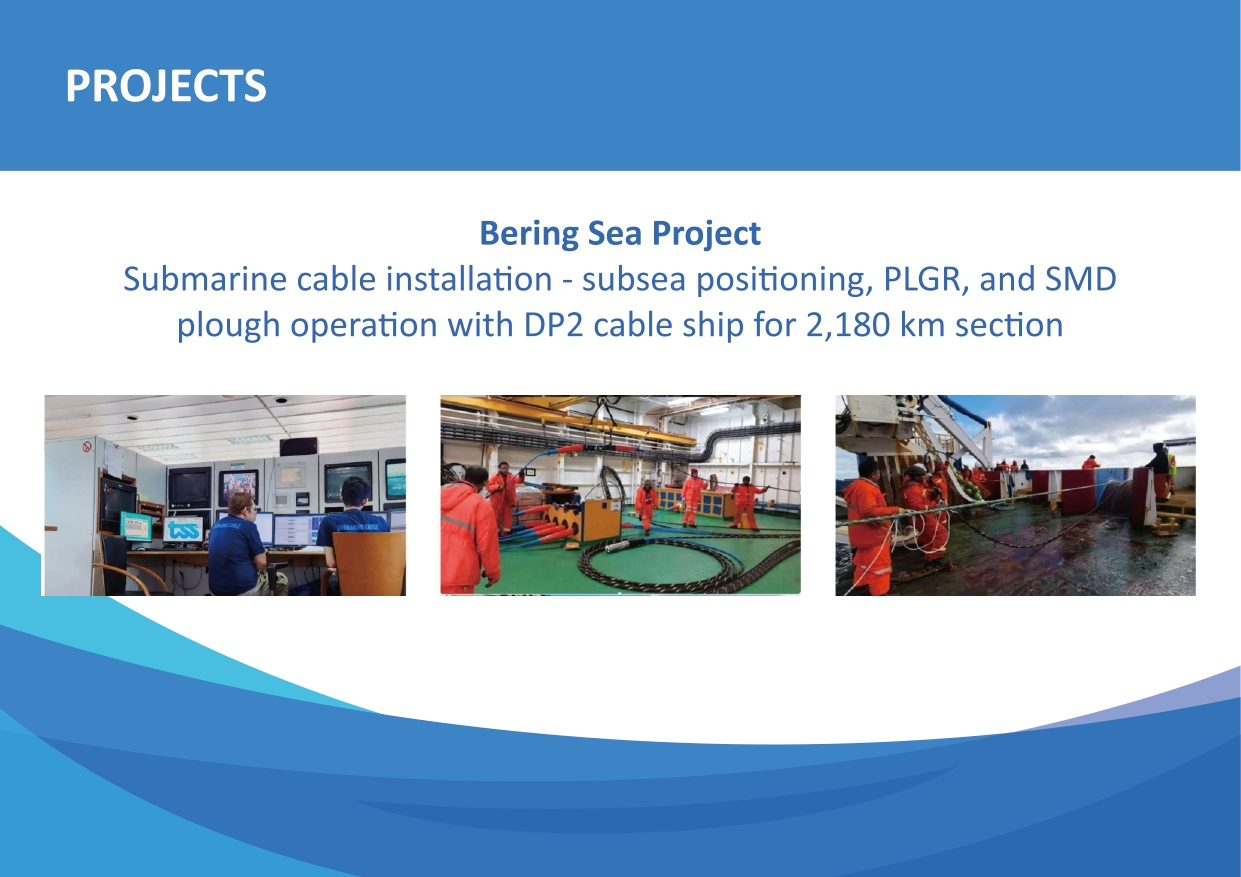 PROJECTS
Bering Sea Project
Submarine cable installation - subsea positioning, PLGR, and SMD
plough operation with DP2 cable ship for 2,180 km section
tss